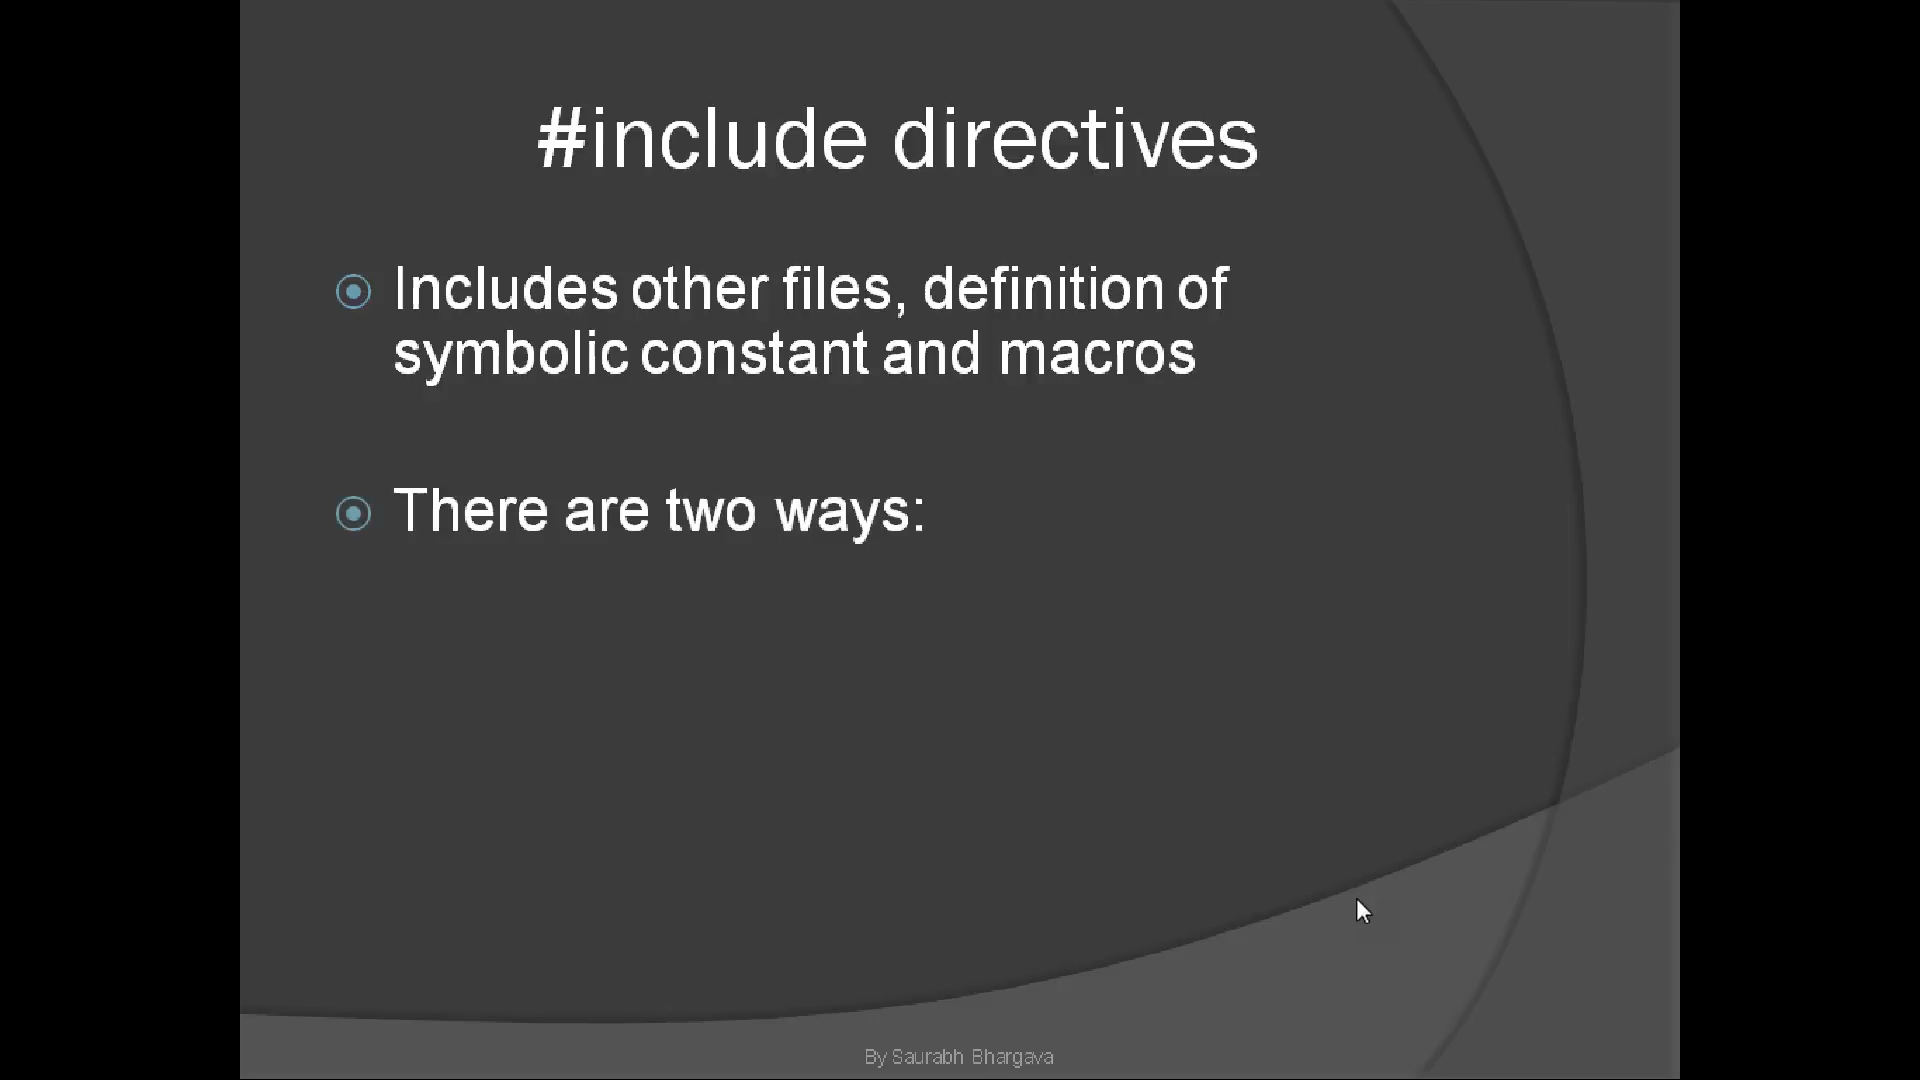 #include directives
Includes other files, definition of
symbolic constant and macros
There are two ways:
By Saurabh Bhargava